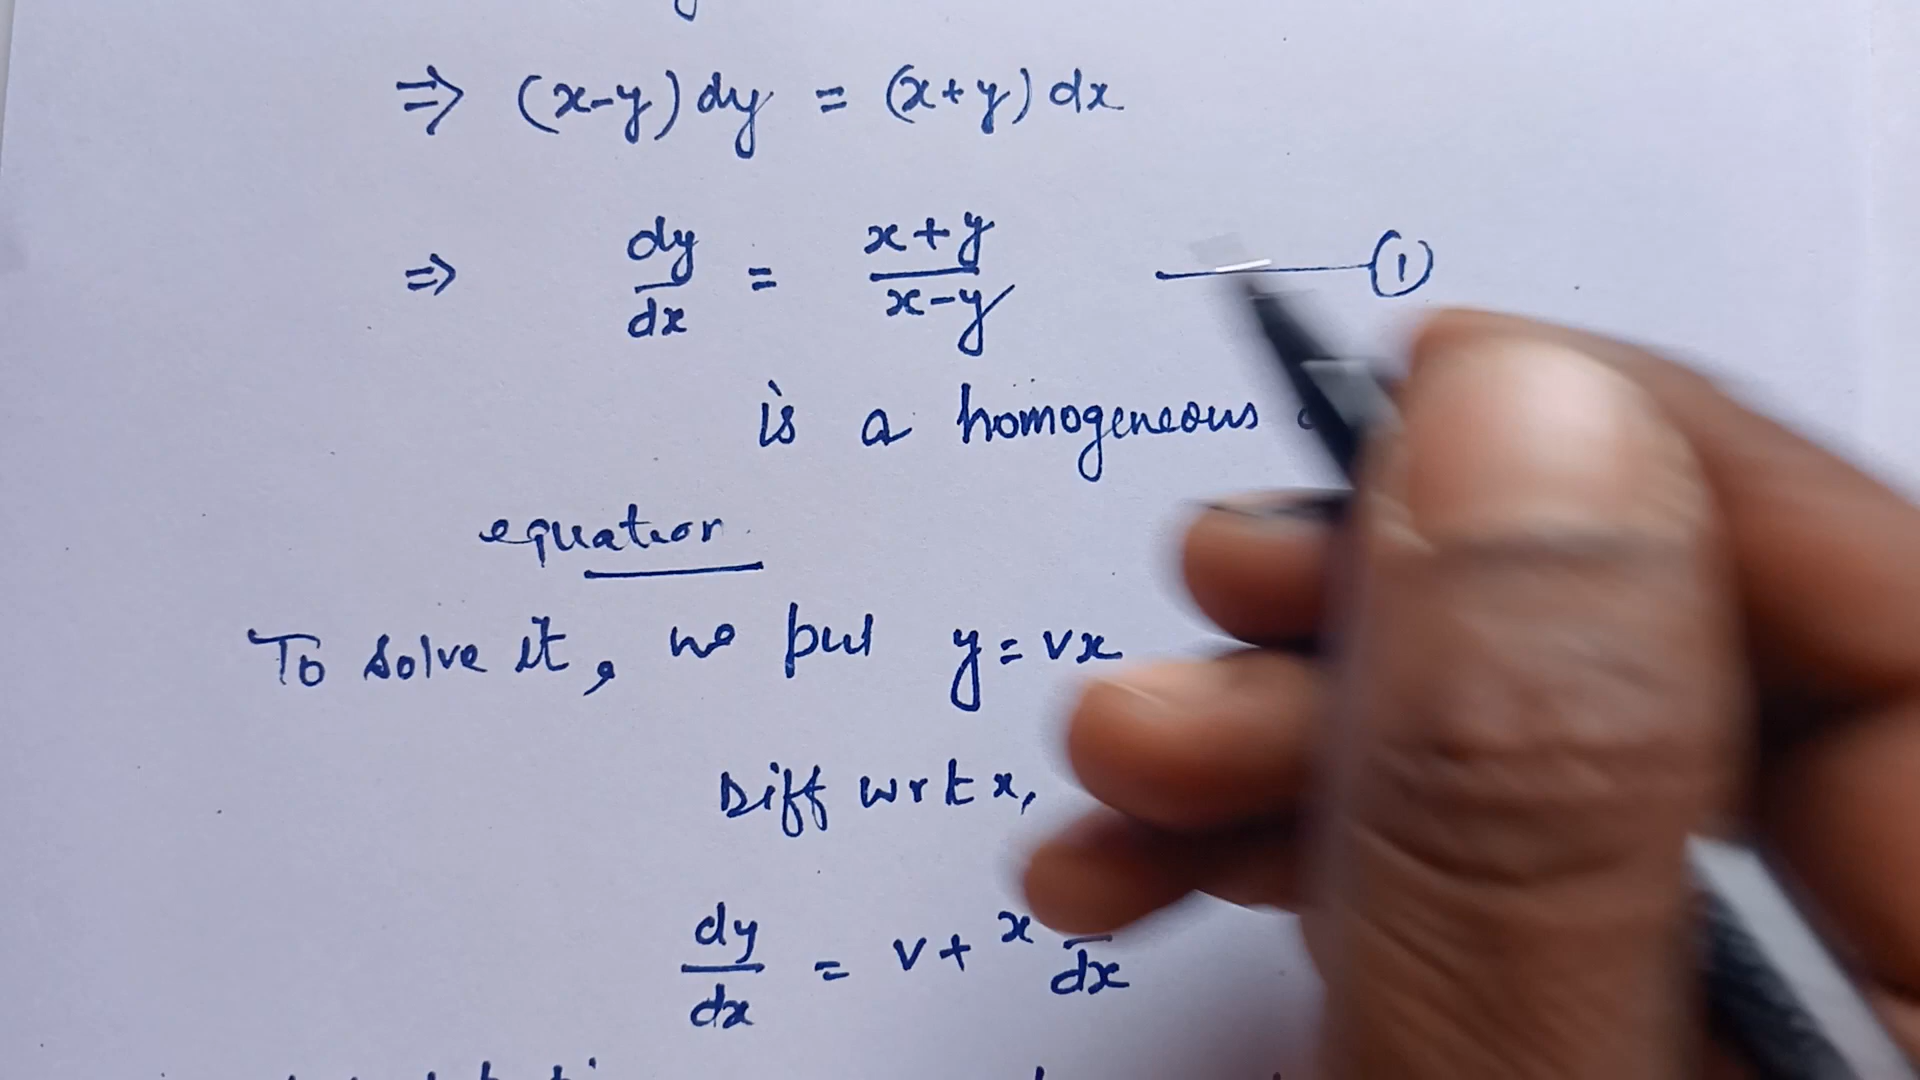 ⇒ (x-y) dy = (x+y) dx
⇒ dy/dx = x+y/x-y ——— ①
is a homogeneous
equation
To solve it, we put y = vx
Diff wrt x,
dy/dx = v + x /dx